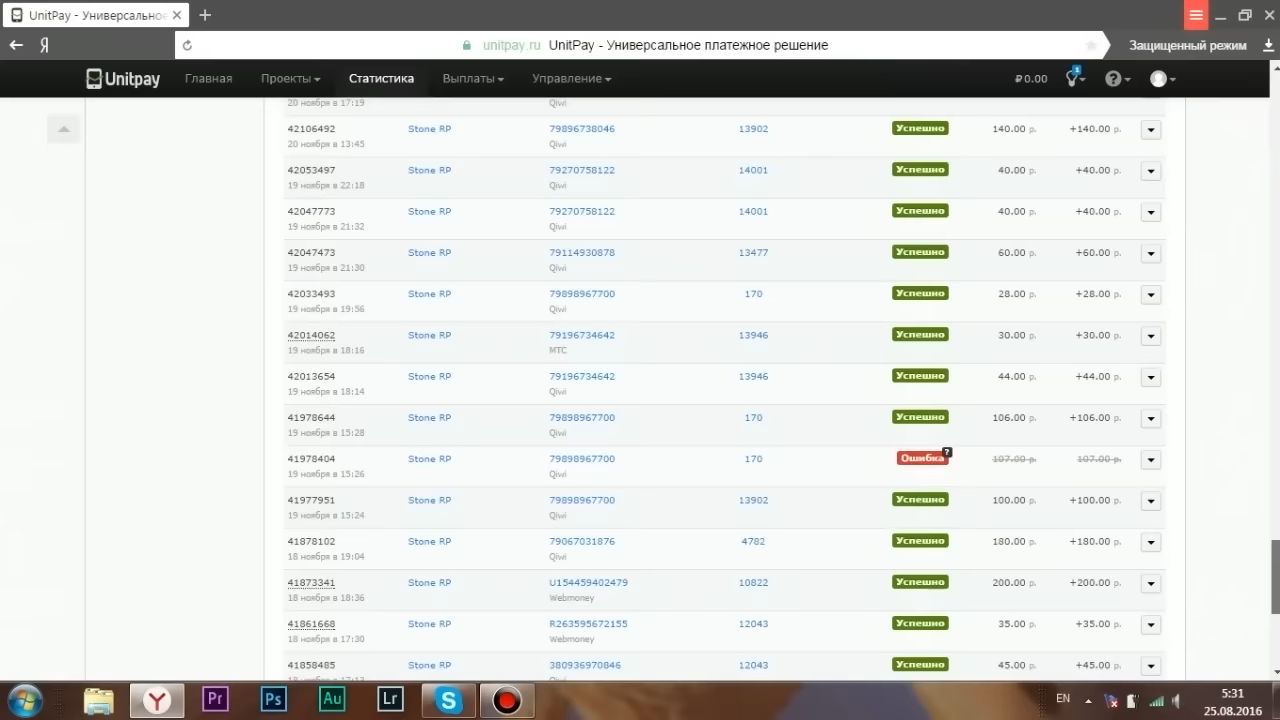 UnitPay - Универсальное
unitpay.ru UnitPay - Универсальное платежное решение Защищенный режим
Unitpay Главная Проекты Статистика Выплаты Управление ₽0.00 1
20 ноября в 17:19 Qiwi
42106492 Stone RP 79896738046 13902 Успешно 140.00 р. +140.00 р.
20 ноября в 13:45 Qiwi
42053497 Stone RP 79270758122 14001 Успешно 40.00 р. +40.00 р.
19 ноября в 22:18 Qiwi
42047773 Stone RP 79270758122 14001 Успешно 40.00 р. +40.00 р.
19 ноября в 21:32 Qiwi
42047473 Stone RP 79114930878 13477 Успешно 60.00 р. +60.00 р.
19 ноября в 21:30 Qiwi
42033493 Stone RP 79898967700 170 Успешно 28.00 р. +28.00 р.
19 ноября в 19:56 Qiwi
42014062 Stone RP 79196734642 13946 Успешно 30.00 р. +30.00 р.
19 ноября в 18:16 МТС
42013654 Stone RP 79196734642 13946 Успешно 44.00 р. +44.00 р.
19 ноября в 18:14 Qiwi
41978644 Stone RP 79898967700 170 Успешно 106.00 р. +106.00 р.
19 ноября в 15:28 Qiwi
41978404 Stone RP 79898967700 170 Ошибка ? 107.00 р. 107.00 р.
19 ноября в 15:26 Qiwi
41977951 Stone RP 79898967700 13902 Успешно 100.00 р. +100.00 р.
19 ноября в 15:24 Qiwi
41878102 Stone RP 79067031876 4782 Успешно 180.00 р. +180.00 р.
18 ноября в 19:04 Qiwi
41873341 Stone RP U154459402479 10822 Успешно 200.00 р. +200.00 р.
18 ноября в 18:36 Webmoney
41861668 Stone RP R263595672155 12043 Успешно 35.00 р. +35.00 р.
18 ноября в 17:30 Webmoney
41858485 Stone RP 380936970846 12043 Успешно 45.00 р. +45.00 р.
Pr Ps Au Lr EN 5:31
25.08.2016